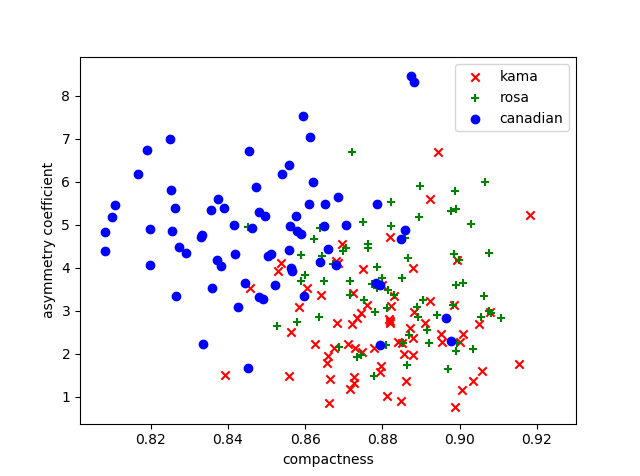 kama
rosa
canadian
8
7
6
5
4
3
2
1
asymmetry coefficient
0.82 0.84 0.86 0.88 0.90 0.92
compactness